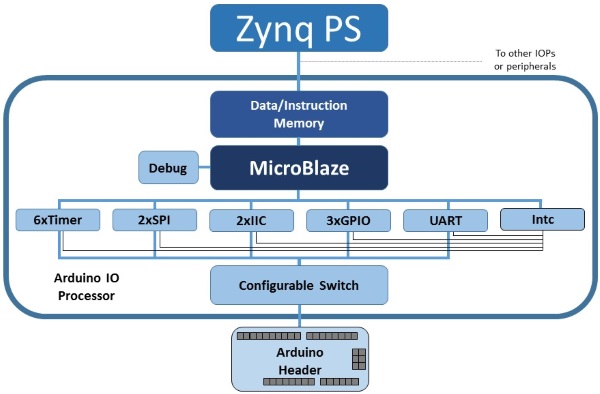 Zynq PS
To other IOPs
or peripherals
Data/Instruction
Memory
Debug
MicroBlaze
6xTimer
2xSPI
2xIIC
3xGPIO
UART
Intc
Arduino IO
Processor
Configurable Switch
Arduino
Header